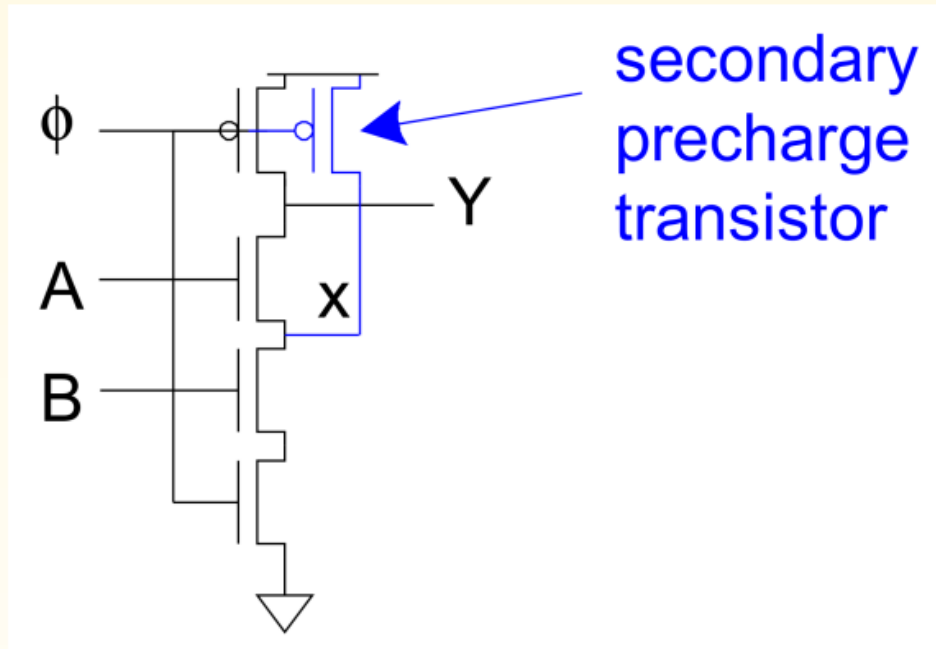 secondary
precharge
transistor
ϕ
Y
A
x
B